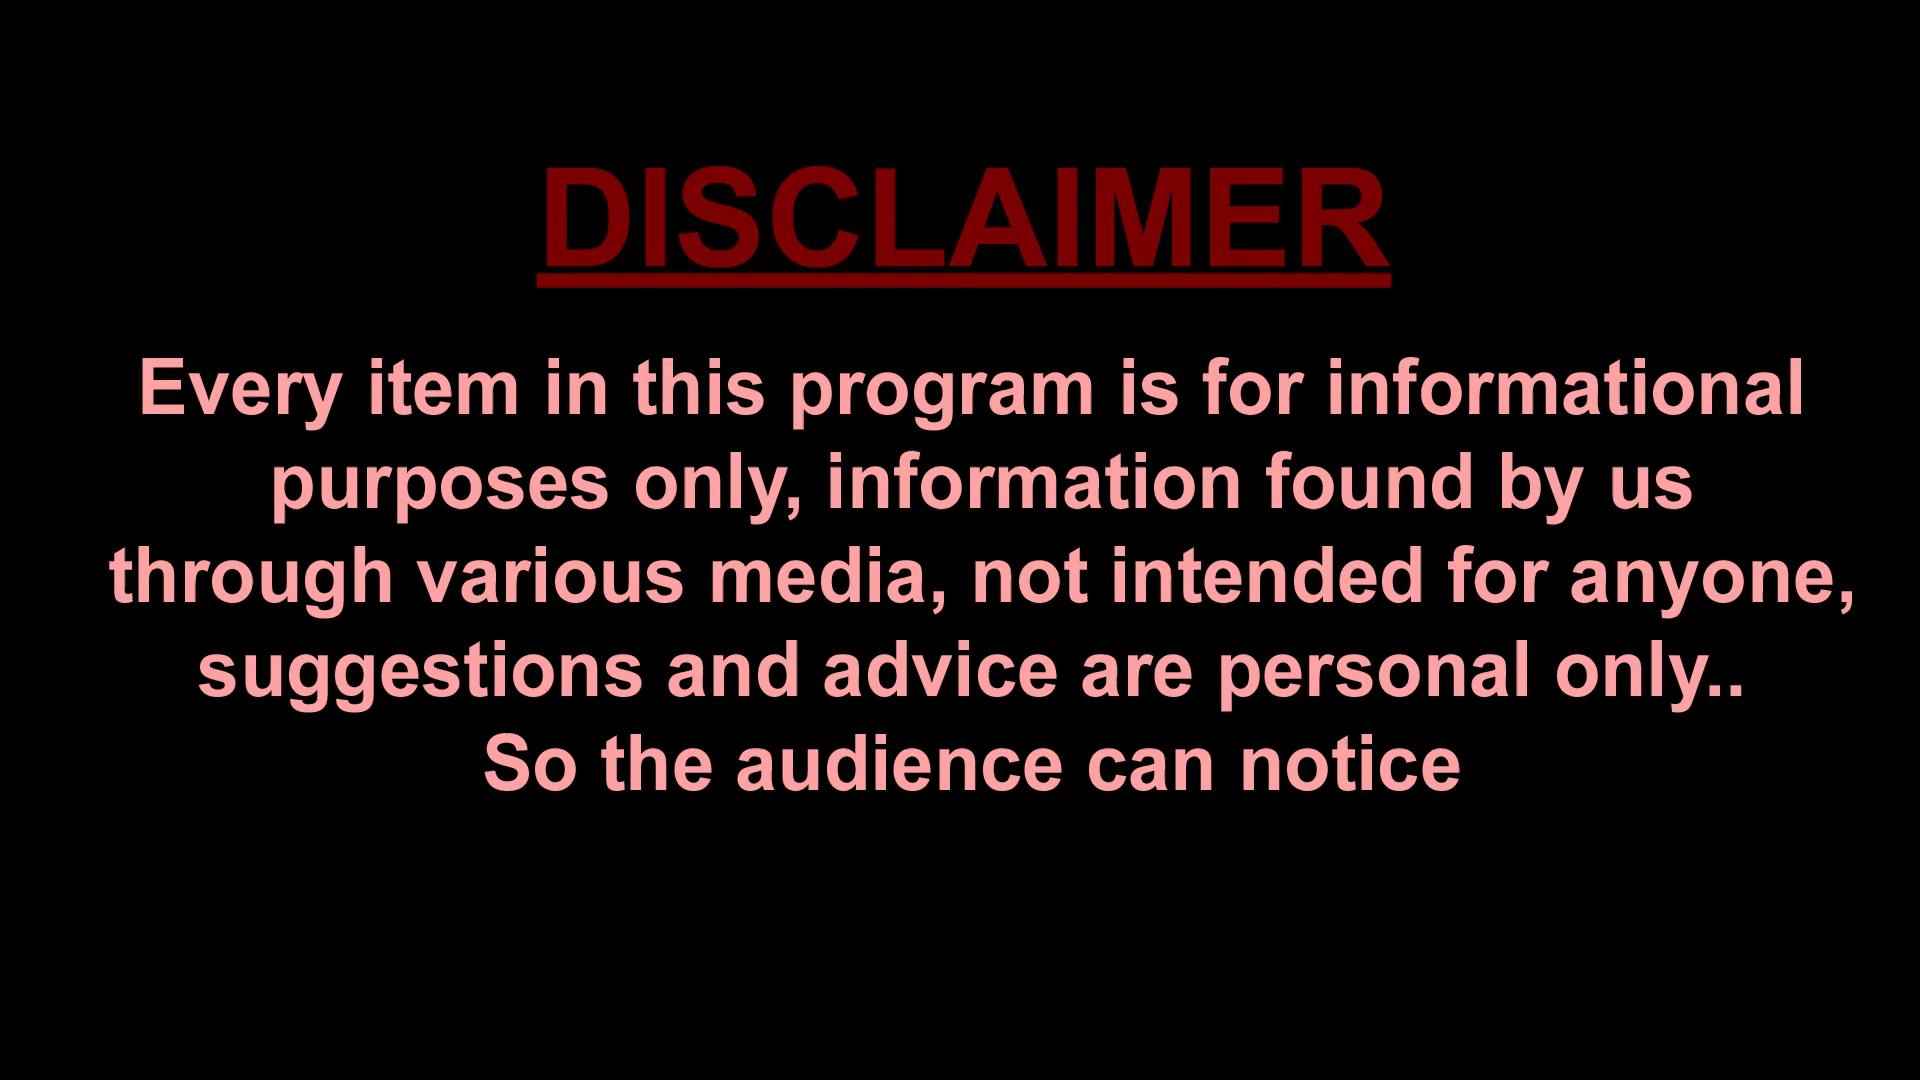 DISCLAIMER
Every item in this program is for informational
purposes only, information found by us
through various media, not intended for anyone,
suggestions and advice are personal only..
So the audience can notice